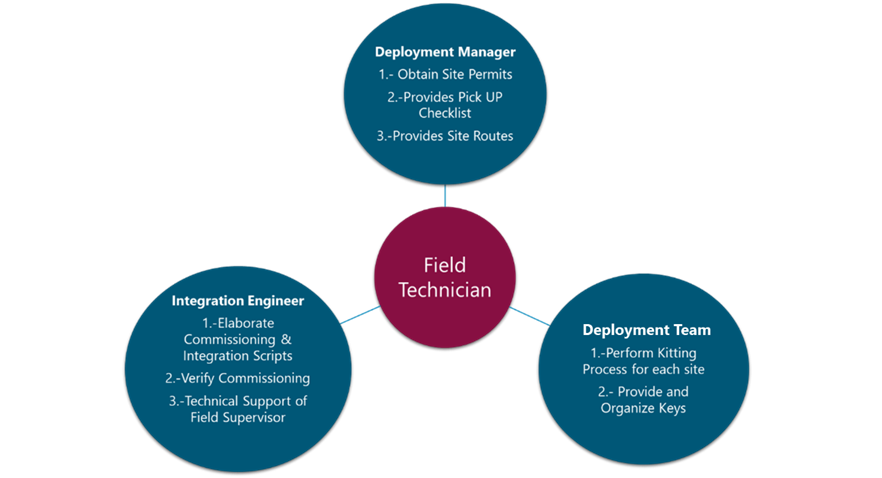 Deployment Manager
1.- Obtain Site Permits
2.-Provides Pick UP
Checklist
3.-Provides Site Routes
Field
Technician
Integration Engineer
1.-Elaborate
Commissioning &
Integration Scripts
2.-Verify Commissioning
3.-Technical Support of
Field Supervisor
Deployment Team
1.-Perform Kitting
Process for each site
2.- Provide and
Organize Keys